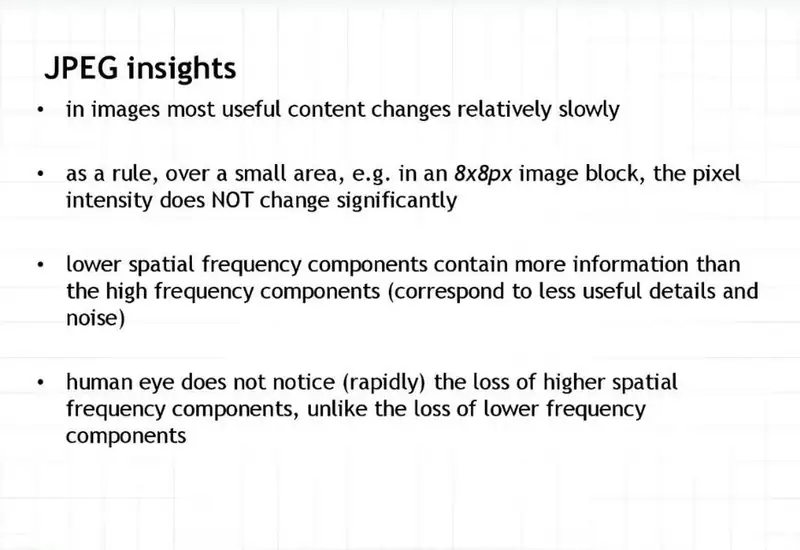 JPEG insights
• in images most useful content changes relatively slowly
• as a rule, over a small area, e.g. in an 8x8px image block, the pixel
intensity does NOT change significantly
• lower spatial frequency components contain more information than
the high frequency components (correspond to less useful details and
noise)
• human eye does not notice (rapidly) the loss of higher spatial
frequency components, unlike the loss of lower frequency
components